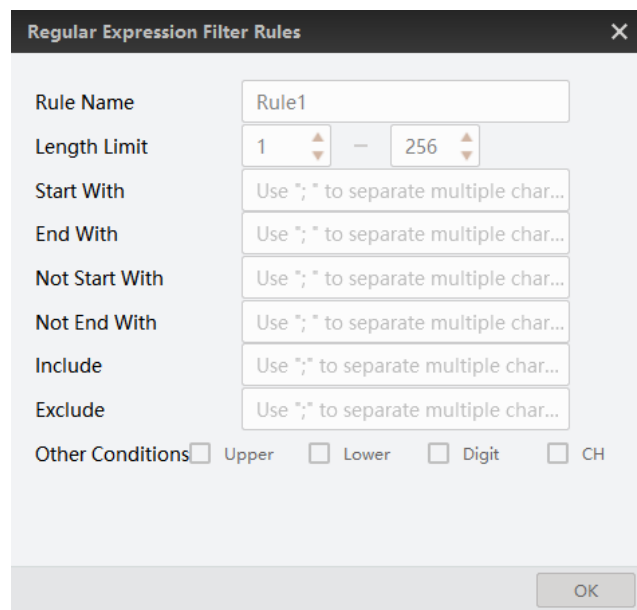 Regular Expression Filter Rules
Rule Name Rule1
Length Limit 1 – 256
Start With Use "; " to separate multiple char...
End With Use "; " to separate multiple char...
Not Start With Use "; " to separate multiple char...
Not End With Use "; " to separate multiple char...
Include Use ";" to separate multiple char...
Exclude Use ";" to separate multiple char...
Other Conditions Upper Lower Digit CH
OK